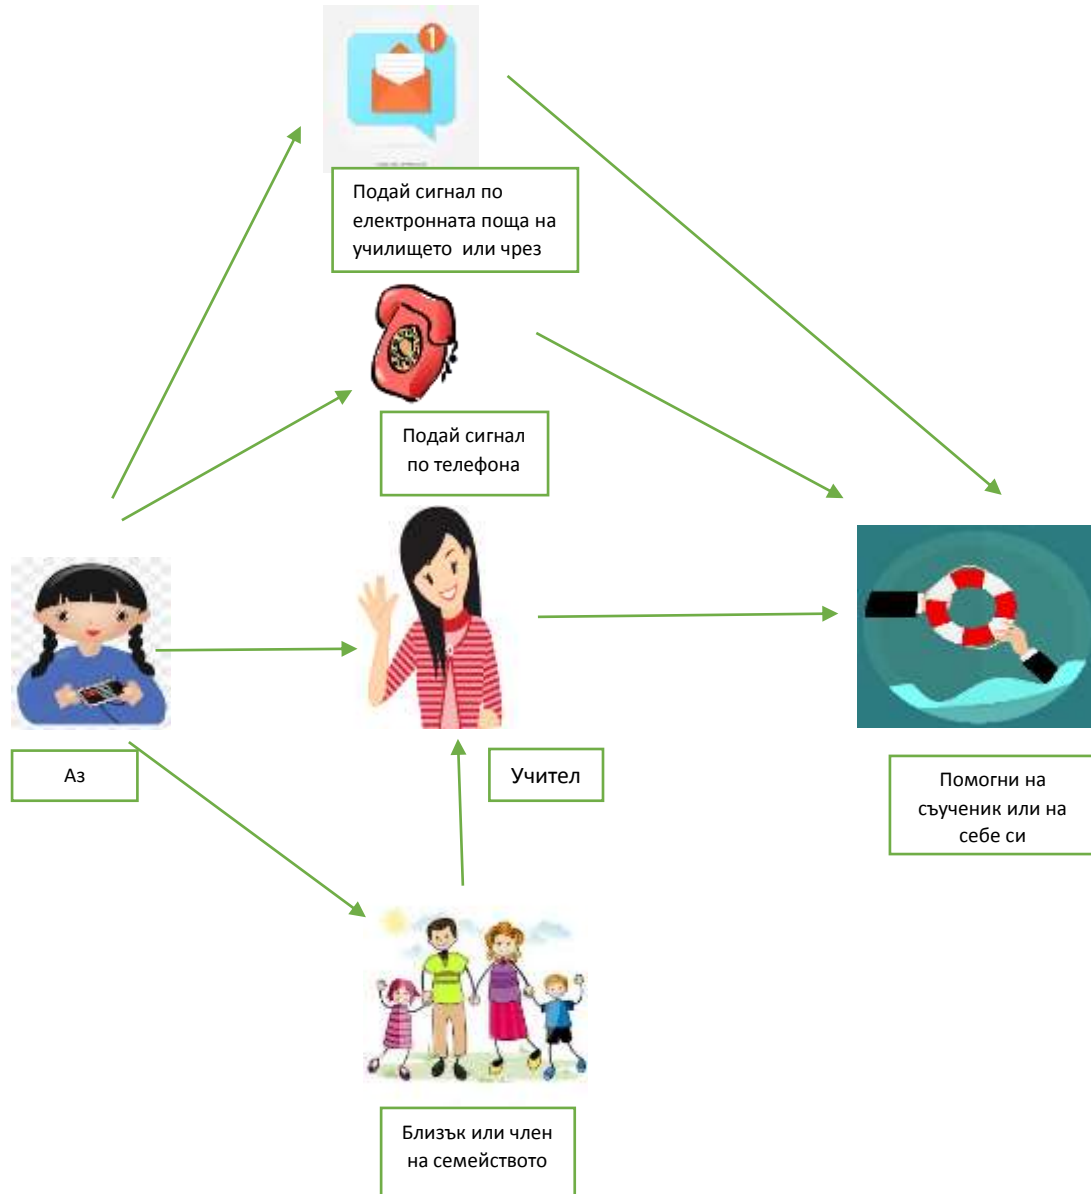 1
Подай сигнал по
електронната поща на
училището или чрез
Подай сигнал
по телефона
Аз
Учител
Помогни на
съученик или на
себе си
Близък или член
на семейството